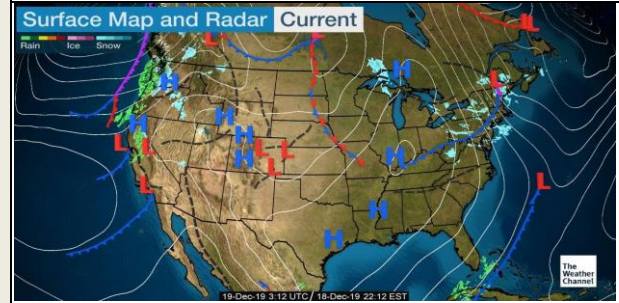 Surface Map and Radar Current
Rain Ice Snow
L L L
H H L
H H
L L H L L
H L H
L L
H
H
The
Weather
Channel
19-Dec-19 3:12 UTC / 18-Dec-19 22:12 EST